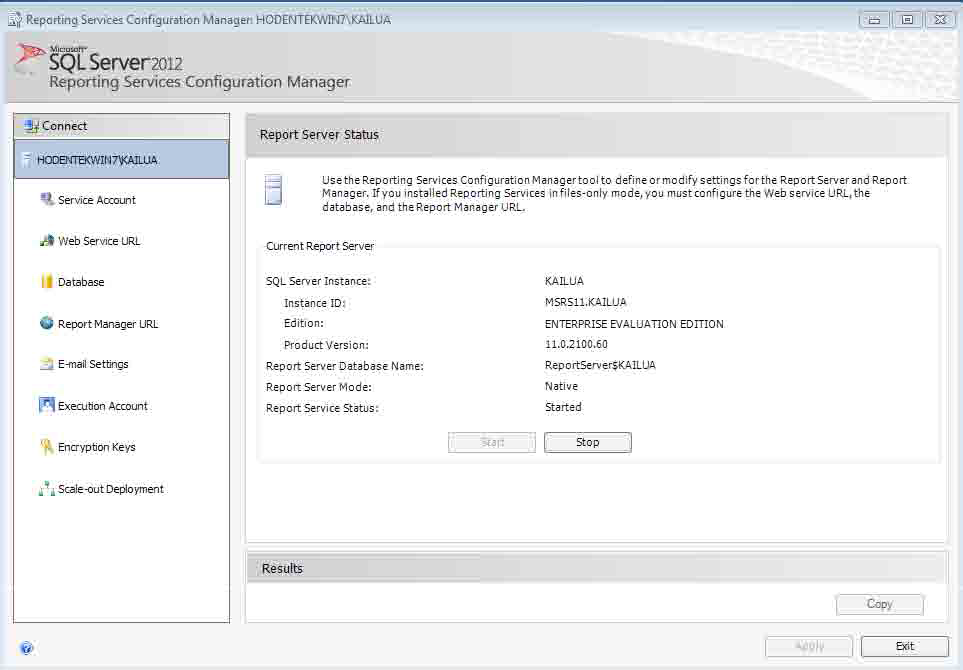 Reporting Services Configuration Manager: HODENTEKWIN7\KAILUA
Microsoft®
SQL Server 2012
Reporting Services Configuration Manager
Connect
HODENTEKWIN7\KAILUA
Service Account
Web Service URL
Database
Report Manager URL
E-mail Settings
Execution Account
Encryption Keys
Scale-out Deployment
Report Server Status
Use the Reporting Services Configuration Manager tool to define or modify settings for the Report Server and Report
Manager. If you installed Reporting Services in files-only mode, you must configure the Web service URL, the
database, and the Report Manager URL.
Current Report Server
SQL Server Instance: KAILUA
Instance ID: MSRS11.KAILUA
Edition: ENTERPRISE EVALUATION EDITION
Product Version: 11.0.2100.60
Report Server Database Name: ReportServer$KAILUA
Report Server Mode: Native
Report Service Status: Started
Start Stop
Results
Copy
Apply Exit